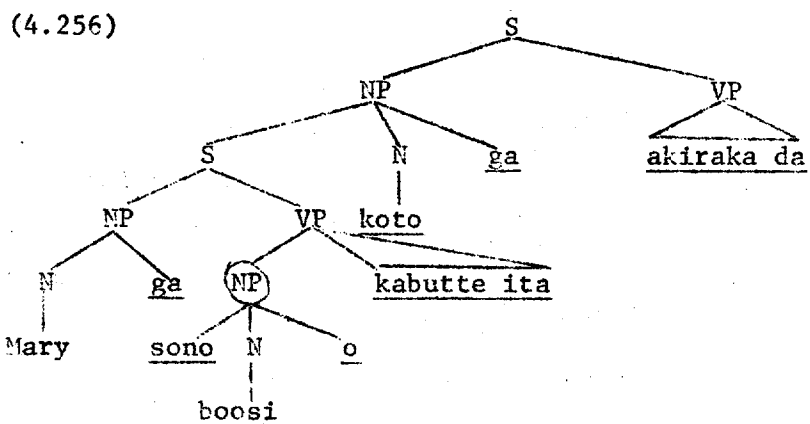 (4.256)
S
NP VP
S N ga akiraka da
NP VP koto
N ga NP kabutte ita
Mary sono N o
boosi